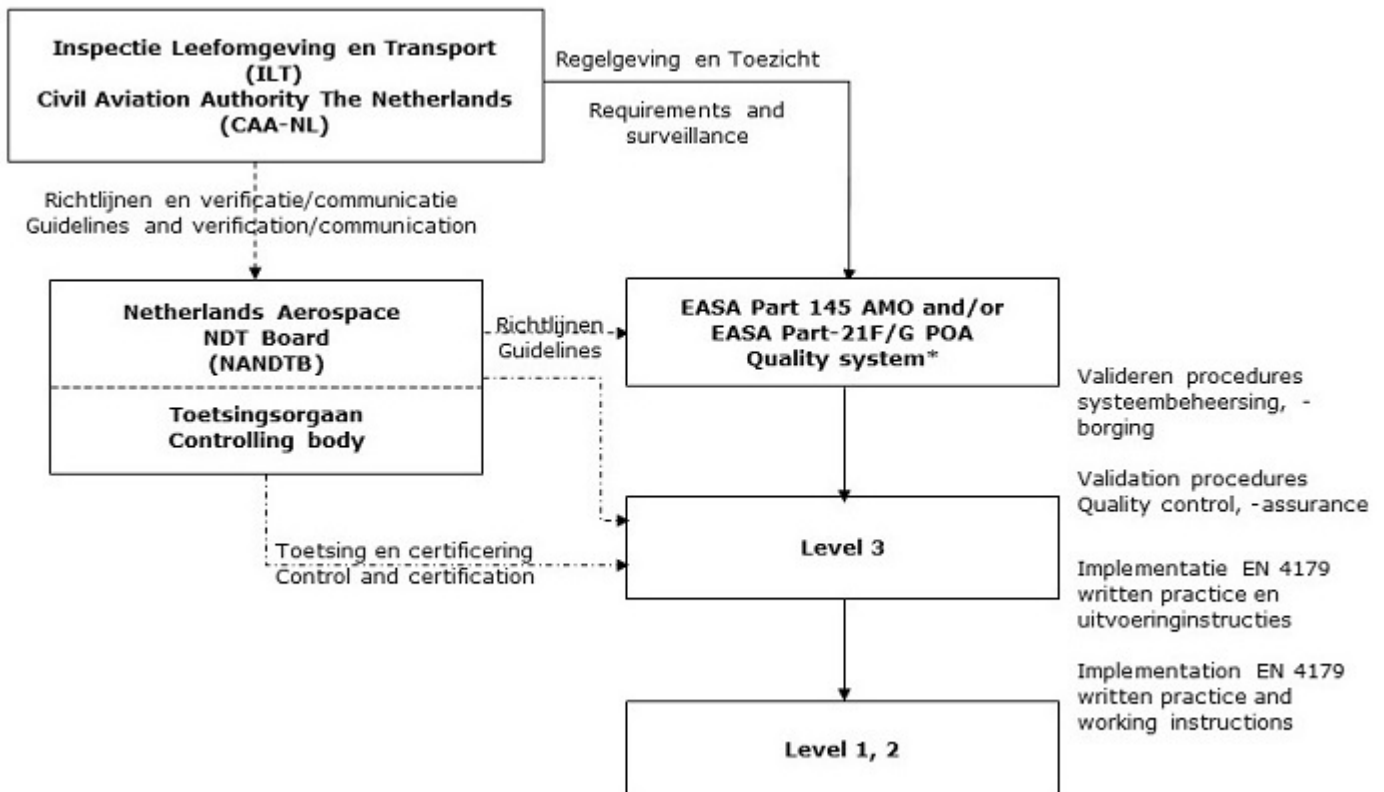 Inspectie Leefomgeving en Transport
(ILT)
Civil Aviation Authority The Netherlands
(CAA-NL)
Regelgeving en Toezicht
Requirements and
surveillance
Richtlijnen en verificatie/communicatie
Guidelines and verification/communication
Netherlands Aerospace
NDT Board
(NANDTB)
Toetsingsorgaan
Controlling body
Richtlijnen
Guidelines
EASA Part 145 AMO and/or
EASA Part-21F/G POA
Quality system*
Valideren procedures
systeembeheersing, -
borging
Validation procedures
Quality control, -assurance
Toetsing en certificering
Control and certification
Level 3
Implementatie EN 4179
written practice en
uitvoeringinstructies
Implementation EN 4179
written practice and
working instructions
Level 1, 2